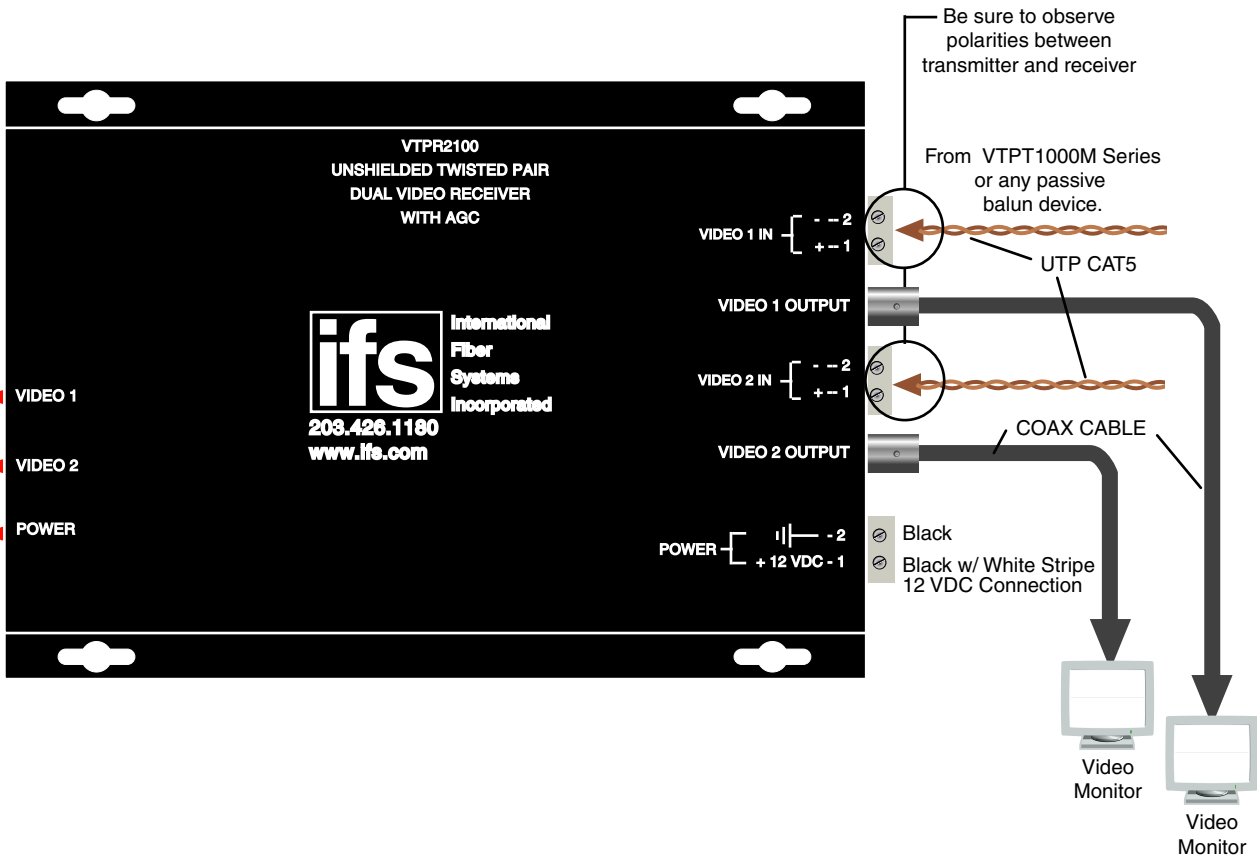 Be sure to observe
polarities between
transmitter and receiver
VTPR2100
UNSHIELDED TWISTED PAIR
DUAL VIDEO RECEIVER
WITH AGC
From VTPT1000M Series
or any passive
balun device.
VIDEO 1 IN
- -- 2
+ -- 1
UTP CAT5
VIDEO 1 OUTPUT
ifs
International
Fiber
Systems
Incorporated
203.426.1180
www.ifs.com
VIDEO 2 IN
- -- 2
+ -- 1
VIDEO 1
VIDEO 2
POWER
COAX CABLE
VIDEO 2 OUTPUT
POWER
- 2
+ 12 VDC - 1
Black
Black w/ White Stripe
12 VDC Connection
Video
Monitor
Video
Monitor